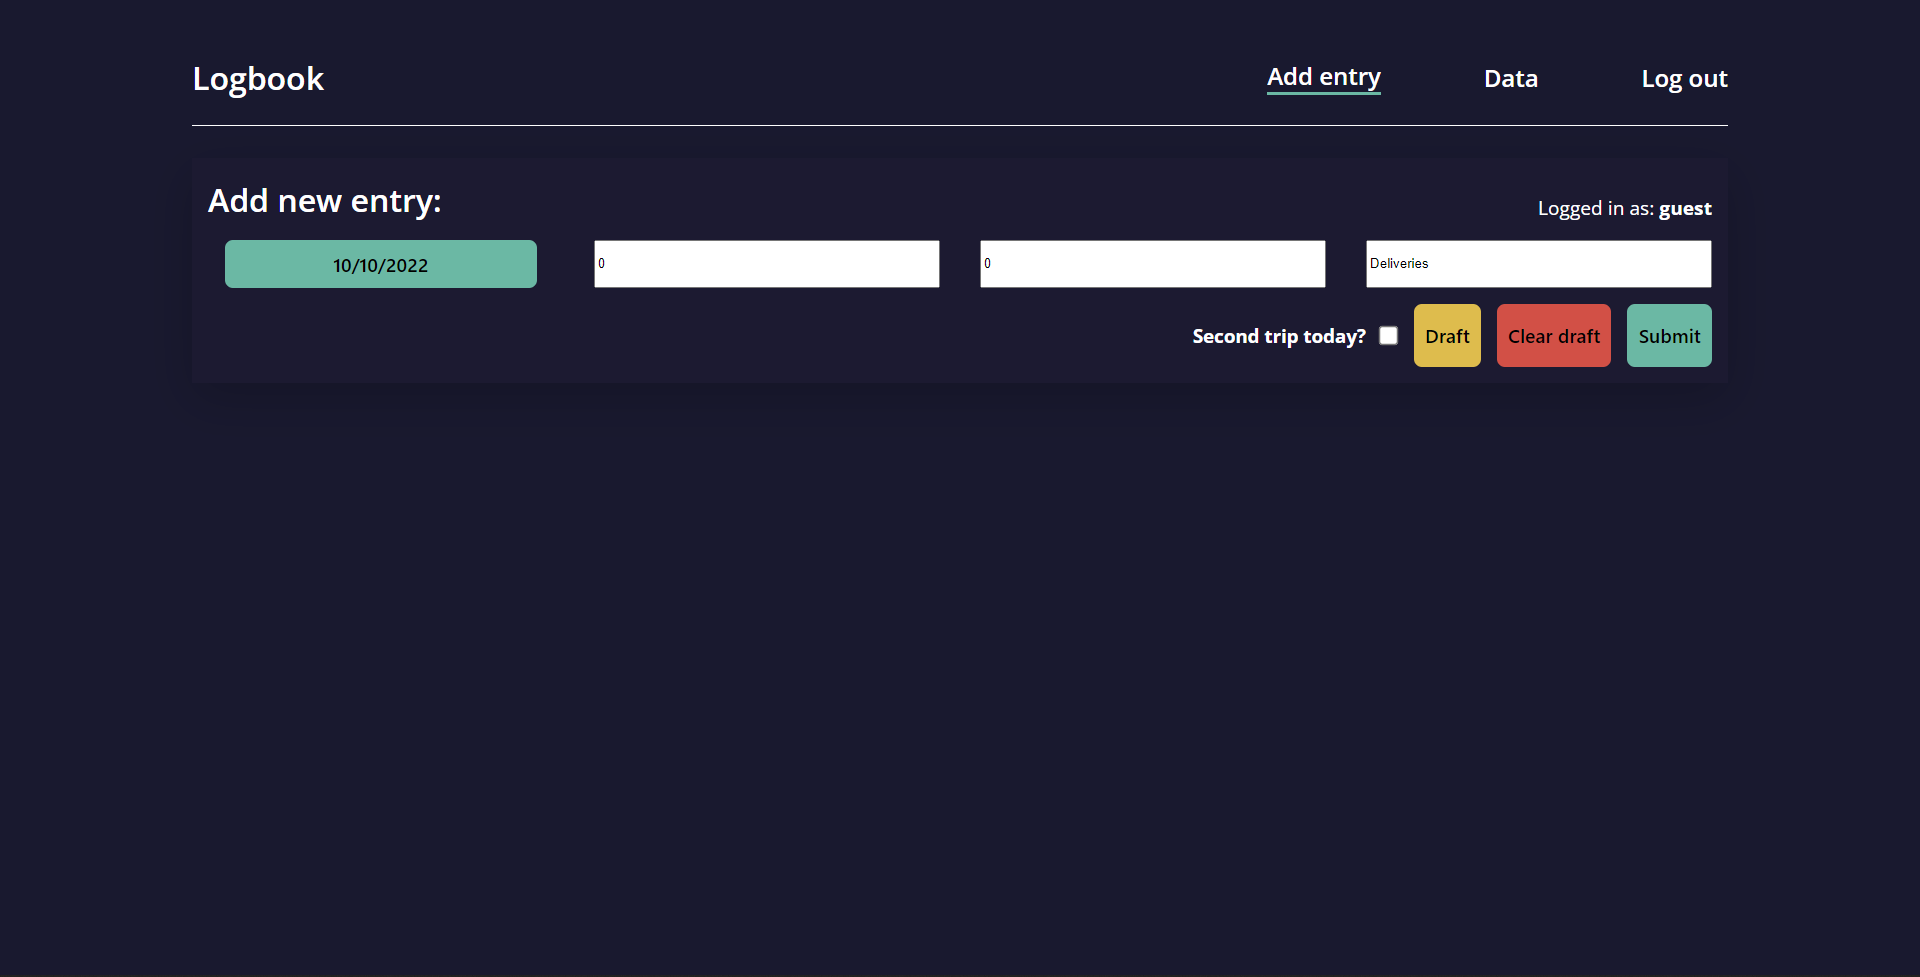 Logbook
Add entry
Data
Log out
Add new entry:
Logged in as: guest
10/10/2022
0
0
Deliveries
Second trip today?
Draft
Clear draft
Submit